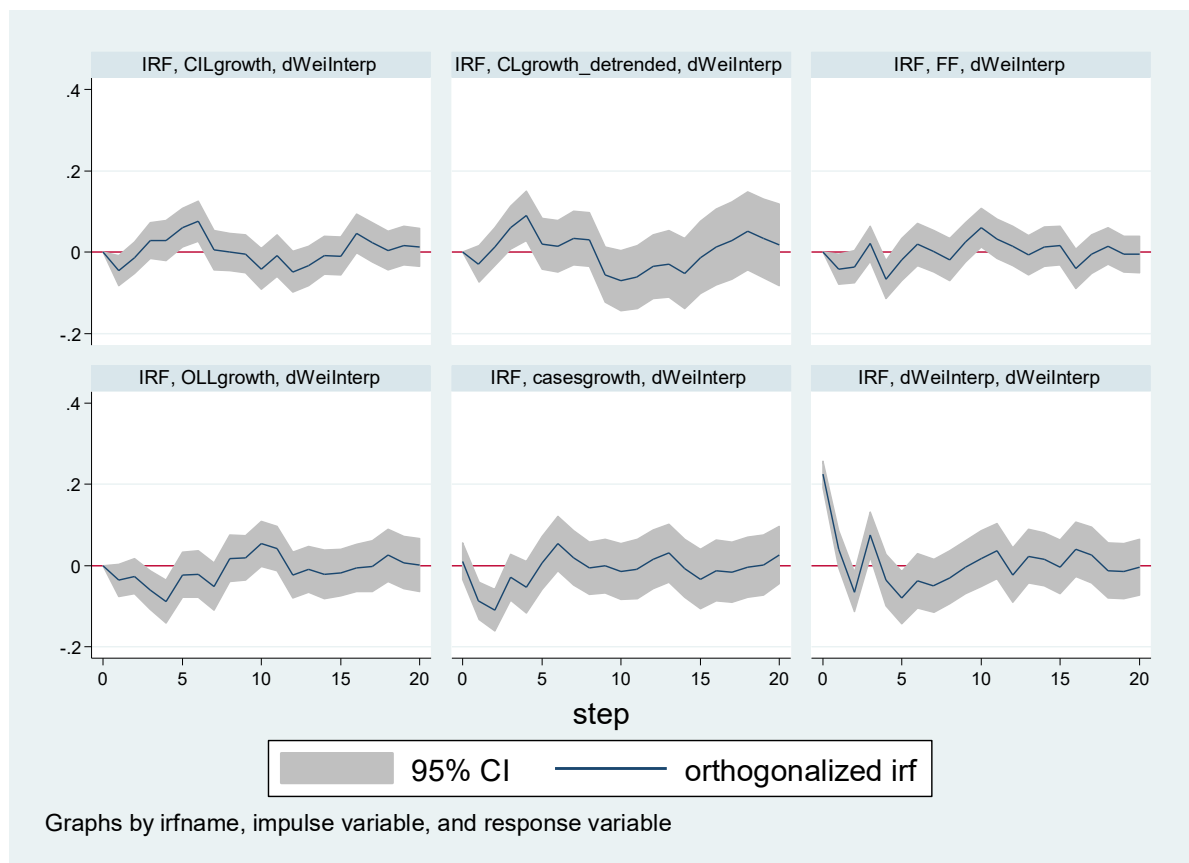 IRF, CILgrowth, dWeiInterp
IRF, CLgrowth_detrended, dWeiInterp
IRF, FF, dWeiInterp
.4
.2
0
-.2
IRF, OLLgrowth, dWeiInterp
IRF, casesgrowth, dWeiInterp
IRF, dWeiInterp, dWeiInterp
.4
.2
0
-.2
0 5 10 15 20
0 5 10 15 20
0 5 10 15 20
step
95% CI
orthogonalized irf
Graphs by irfname, impulse variable, and response variable